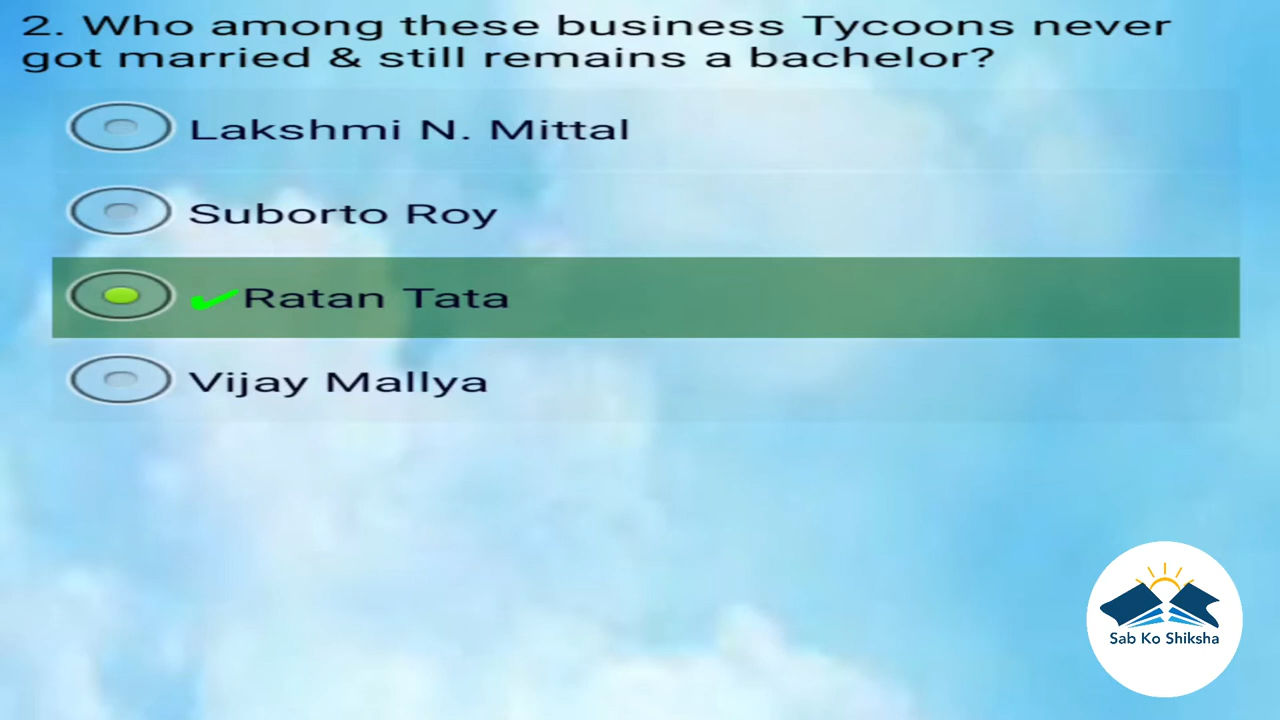 2. Who among these business Tycoons never
got married & still remains a bachelor?
Lakshmi N. Mittal
Suborto Roy
✔Ratan Tata
Vijay Mallya
Sab Ko Shiksha